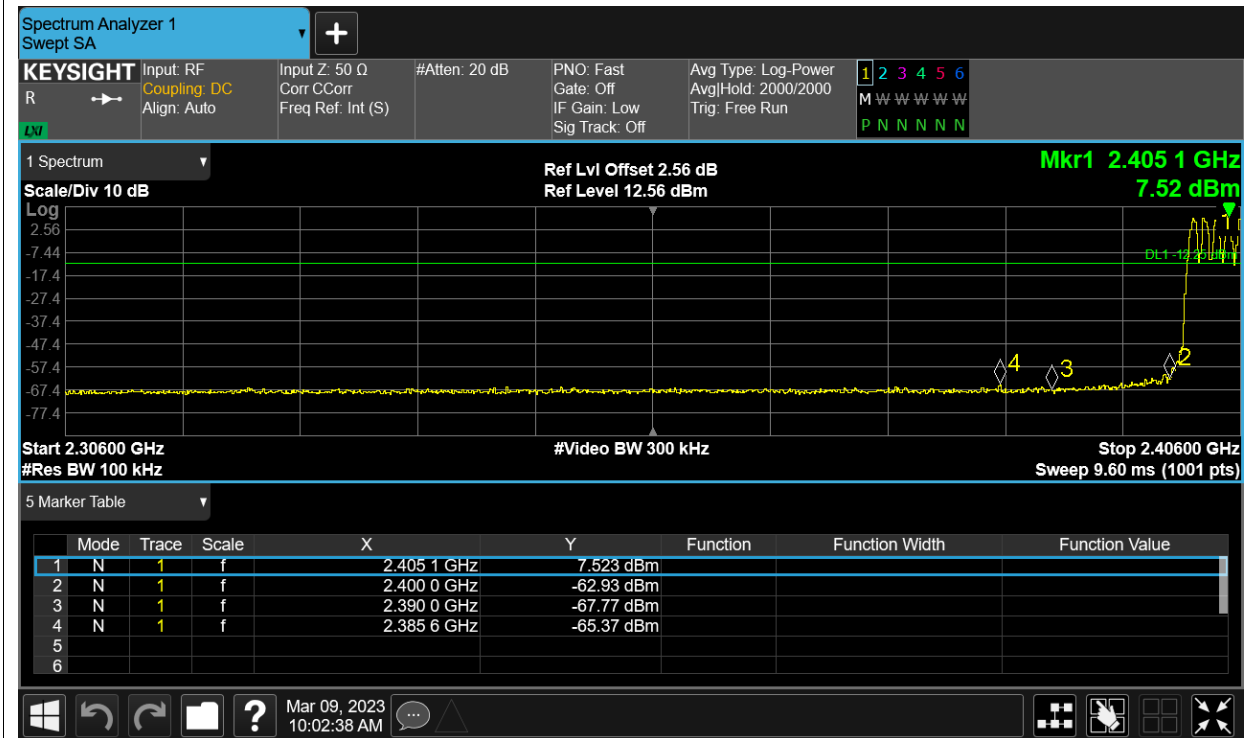 Spectrum Analyzer 1
Swept SA
+
KEYSIGHT Input: RF Input Z: 50 Ω #Atten: 20 dB PNO: Fast Avg Type: Log-Power 1 2 3 4 5 6
R Coupling: DC Corr CCorr Gate: Off Avg|Hold: 2000/2000 M W W W W W
Align: Auto Freq Ref: Int (S) IF Gain: Low Trig: Free Run
LXI Sig Track: Off P N N N N N
1 Spectrum Ref Lvl Offset 2.56 dB Mkr1 2.405 1 GHz
Scale/Div 10 dB Ref Level 12.56 dBm 7.52 dBm
Log
2.56 1
-7.44 DL1 -12.25 dBm
-17.4
-27.4
-37.4
-47.4
-57.4 4 3 2
-67.4
-77.4
Start 2.30600 GHz #Video BW 300 kHz Stop 2.40600 GHz
#Res BW 100 kHz Sweep 9.60 ms (1001 pts)
5 Marker Table
Mode Trace Scale X Y Function Function Width Function Value
1 N 1 f 2.405 1 GHz 7.523 dBm
2 N 1 f 2.400 0 GHz -62.93 dBm
3 N 1 f 2.390 0 GHz -67.77 dBm
4 N 1 f 2.385 6 GHz -65.37 dBm
5
6
? Mar 09, 2023
10:02:38 AM